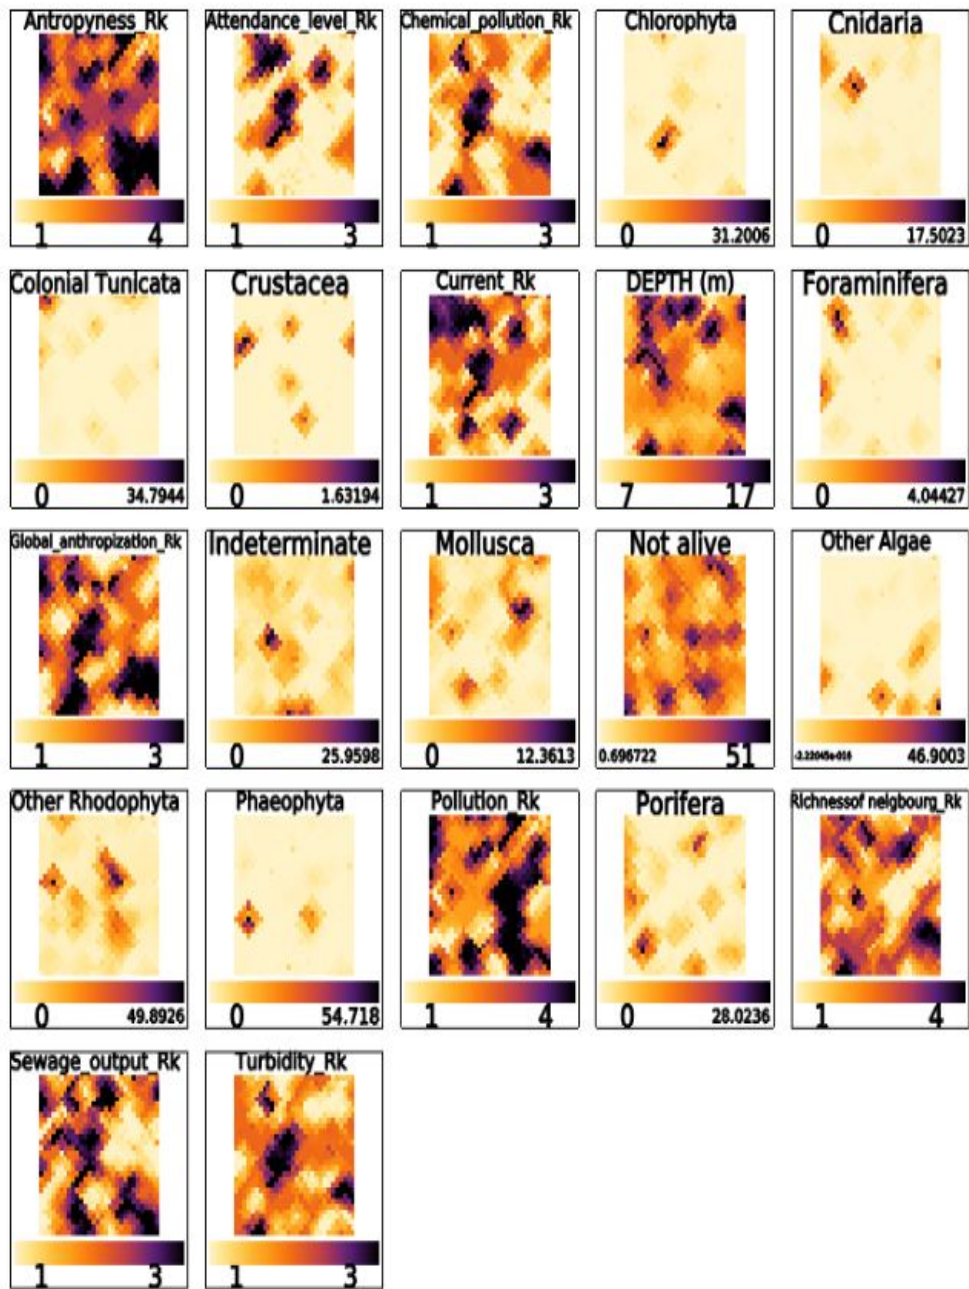 Antropyness_Rk Attendance_level_Rk Chemical_pollution_Rk Chlorophyta Cnidaria
1 4 1 3 1 3 0 31.2006 0 17.5023
Colonial Tunicata Crustacea Current_Rk DEPTH (m) Foraminifera
0 34.7944 0 1.63194 1 3 7 17 0 4.04427
Global_anthropization_Rk Indeterminate Mollusca Not alive Other Algae
1 3 0 25.9598 0 12.3613 0.696722 51 -2.22045e-016 46.9003
Other Rhodophyta Phaeophyta Pollution_Rk Porifera Richnessof neigbourg_Rk
0 49.8926 0 54.718 1 4 0 28.0236 1 4
Sewage_output_Rk Turbidity_Rk
1 3 1 3